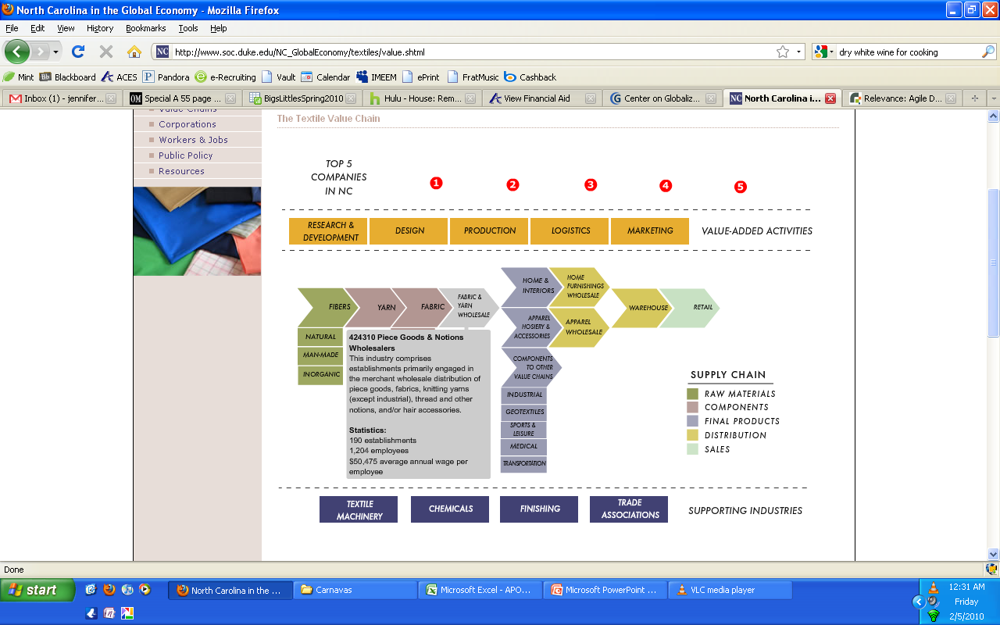 North Carolina in the Global Economy - Mozilla Firefox
File Edit View History Bookmarks Tools Help
NC http://www.soc.duke.edu/NC_GlobalEconomy/textiles/value.shtml dry white wine for cooking
Mint Bb Blackboard ACES P Pandora e-Recruiting Vault Calendar IMEEM ePrint FratMusic Cashback
Inbox (1) - jennifer... OM Special A 55 page ... BigsLittlesSpring2010 Hulu - House: Rem... View Financial Aid Center on Globaliz... NC North Carolina i... Relevance: Agile D...
Value Chains
Corporations
Workers & Jobs
Public Policy
Resources
The Textile Value Chain
TOP 5
COMPANIES
IN NC
1 2 3 4 5
RESEARCH &
DEVELOPMENT
DESIGN
PRODUCTION
LOGISTICS
MARKETING
VALUE-ADDED ACTIVITIES
FIBERS
NATURAL
MAN-MADE
INORGANIC
YARN
FABRIC
FABRIC &
YARN
WHOLESALE
424310 Piece Goods & Notions
Wholesalers
This industry comprises
establishments primarily engaged in
the merchant wholesale distribution of
piece goods, fabrics, knitting yarns
(except industrial), thread and other
notions, and/or hair accessories.
Statistics:
190 establishments
1,204 employees
$50,475 average annual wage per
employee
HOME &
INTERIORS
HOME
FURNISHINGS
WHOLESALE
APPAREL
HOSIERY &
ACCESSORIES
APPAREL
WHOLESALE
COMPONENTS
TO OTHER
VALUE CHAINS
INDUSTRIAL
GEOTEXTILES
SPORTS &
LEISURE
MEDICAL
TRANSPORTATION
WAREHOUSE
RETAIL
SUPPLY CHAIN
RAW MATERIALS
COMPONENTS
FINAL PRODUCTS
DISTRIBUTION
SALES
TEXTILE
MACHINERY
CHEMICALS
FINISHING
TRADE
ASSOCIATIONS
SUPPORTING INDUSTRIES
Done
start North Carolina in the ... Carnavas Microsoft Excel - APO... Microsoft PowerPoint ... VLC media player
12:31 AM
Friday
2/5/2010